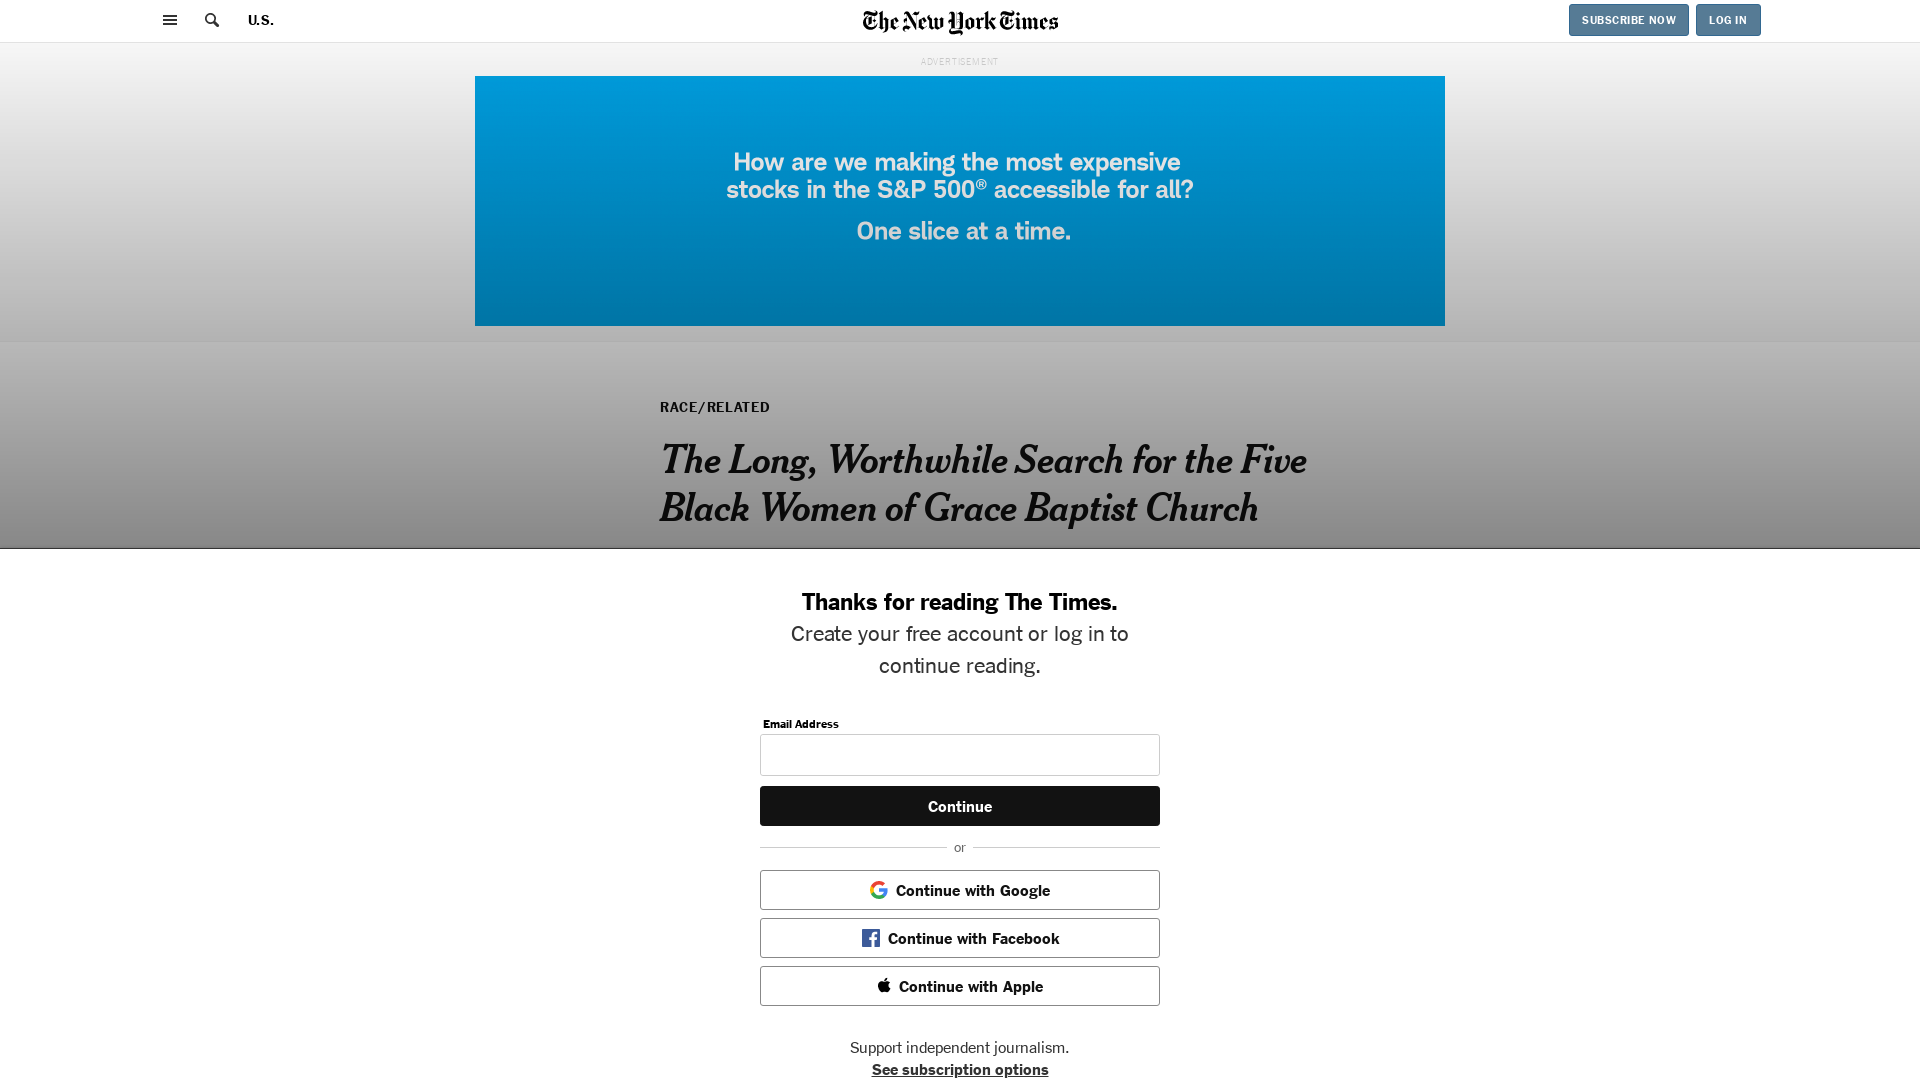 U.S.
The New York Times
SUBSCRIBE NOW
LOG IN
ADVERTISEMENT
How are we making the most expensive
stocks in the S&P 500® accessible for all?
One slice at a time.
RACE/RELATED
The Long, Worthwhile Search for the Five
Black Women of Grace Baptist Church
Thanks for reading The Times.
Create your free account or log in to
continue reading.
Email Address
Continue
or
Continue with Google
Continue with Facebook
Continue with Apple
Support independent journalism.
See subscription options